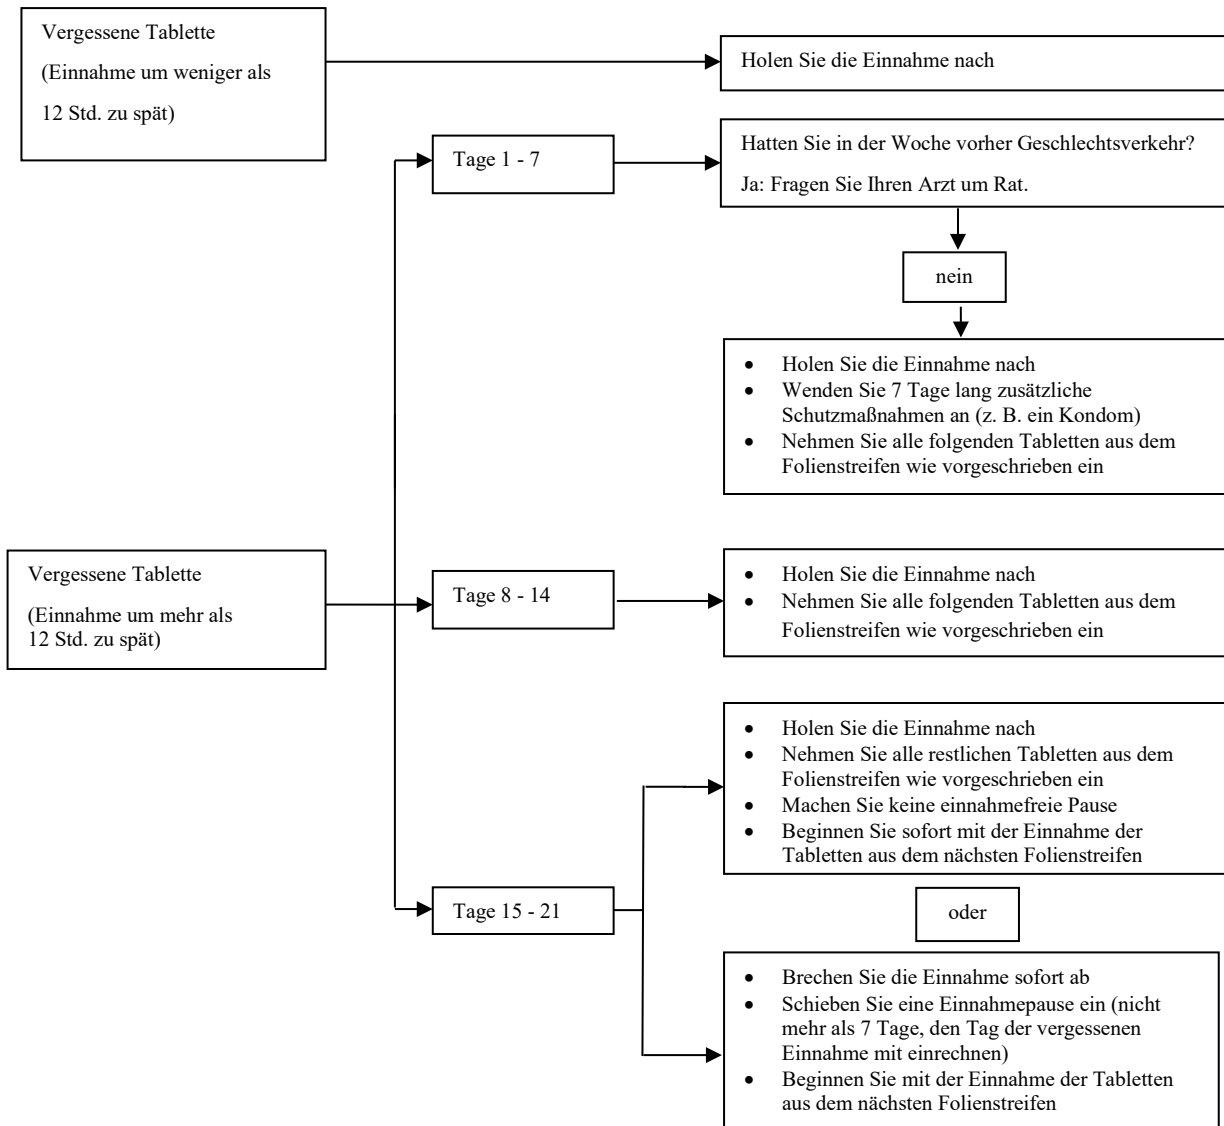 Vergessene Tablette
(Einnahme um weniger als
12 Std. zu spät)
Holen Sie die Einnahme nach
Tage 1 - 7
Hatten Sie in der Woche vorher Geschlechtsverkehr?
Ja: Fragen Sie Ihren Arzt um Rat.
nein
• Holen Sie die Einnahme nach
• Wenden Sie 7 Tage lang zusätzliche
Schutzmaßnahmen an (z. B. ein Kondom)
• Nehmen Sie alle folgenden Tabletten aus dem
Folienstreifen wie vorgeschrieben ein
Vergessene Tablette
(Einnahme um mehr als
12 Std. zu spät)
Tage 8 - 14
• Holen Sie die Einnahme nach
• Nehmen Sie alle folgenden Tabletten aus dem
Folienstreifen wie vorgeschrieben ein
Tage 15 - 21
• Holen Sie die Einnahme nach
• Nehmen Sie alle restlichen Tabletten aus dem
Folienstreifen wie vorgeschrieben ein
• Machen Sie keine einnahmefreie Pause
• Beginnen Sie sofort mit der Einnahme der
Tabletten aus dem nächsten Folienstreifen
oder
• Brechen Sie die Einnahme sofort ab
• Schieben Sie eine Einnahmepause ein (nicht
mehr als 7 Tage, den Tag der vergessenen
Einnahme mit einrechnen)
• Beginnen Sie mit der Einnahme der Tabletten
aus dem nächsten Folienstreifen